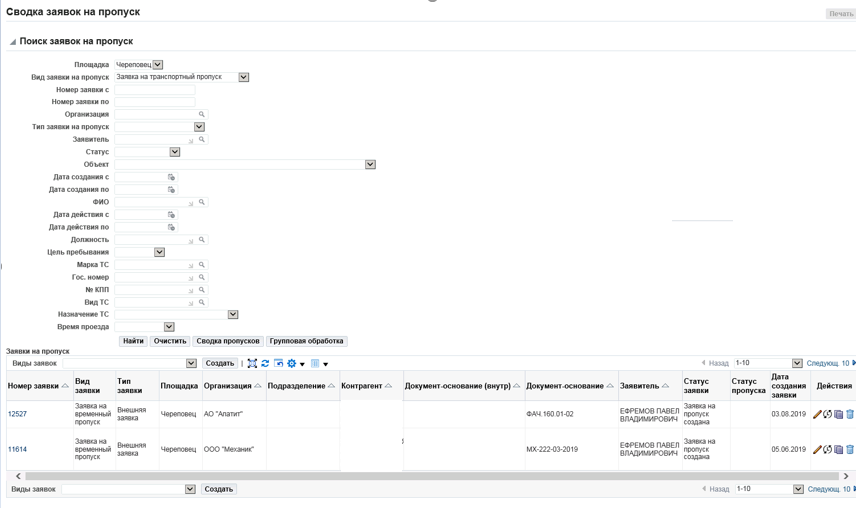 Сводка заявок на пропуск
Печать
Поиск заявок на пропуск
Площадка Череповец
Вид заявки на пропуск Заявка на транспортный пропуск
Номер заявки с
Номер заявки по
Организация
Тип заявки на пропуск
Заявитель
Статус
Объект
Дата создания с
Дата создания по
ФИО
Дата действия с
Дата действия по
Должность
Цель пребывания
Марка ТС
Гос. номер
№ КПП
Вид ТС
Назначение ТС
Время проезда
Найти Очистить Сводка пропусков Групповая обработка
Заявки на пропуск
Виды заявок Создать Назад 1-10 Следующ. 10
Номер заявки Вид заявки Тип заявки Площадка Организация Подразделение Контрагент Документ-основание (внутр) Документ-основание Заявитель Статус заявки Статус пропуска Дата создания заявки Действия
12527 Заявка на временный пропуск Внешняя заявка Череповец АО "Апатит" ФАЧ.160.01-02 ЕФРЕМОВ ПАВЕЛ ВЛАДИМИРОВИЧ Заявка на пропуск создана 03.08.2019
11614 Заявка на временный пропуск Внешняя заявка Череповец ООО "Механик" МХ-222-03-2019 ЕФРЕМОВ ПАВЕЛ ВЛАДИМИРОВИЧ Заявка на пропуск создана 05.06.2019
Виды заявок Создать Назад 1-10 Следующ. 10